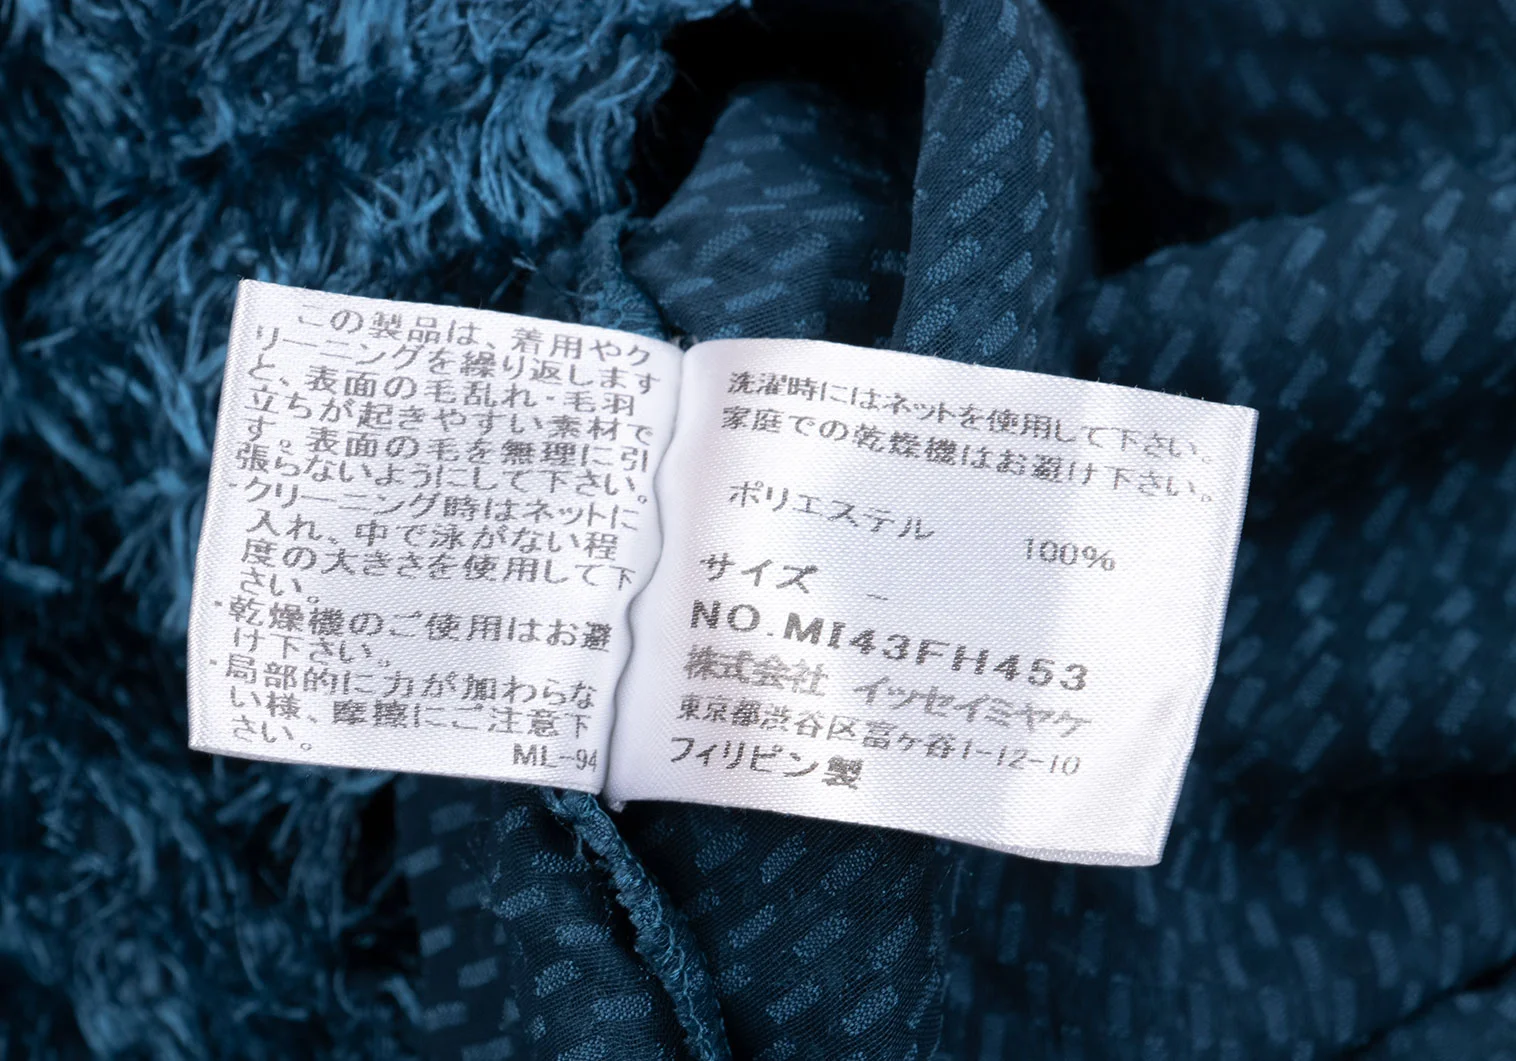 この製品は、着用やク
リーニングを繰り返します
と、表面の毛乱れ・毛羽
立ちが起きやすい素材で
す。表面の毛を無理に引
張らないようにして下さい。
・クリーニング時はネットに
入れ、中で泳がない程
度の大きさを使用して下
さい。
・乾燥機のご使用はお避
け下さい。
・局部的に力が加わらな
い様、摩擦にご注意下
さい。
ML-94
洗濯時にはネットを使用して下さい。
家庭での乾燥機はお避け下さい。
ポリエステル 100%
サイズ _
NO.MI43FH453
株式会社 イッセイミヤケ
東京都渋谷区富ヶ谷1-12-10
フィリピン製